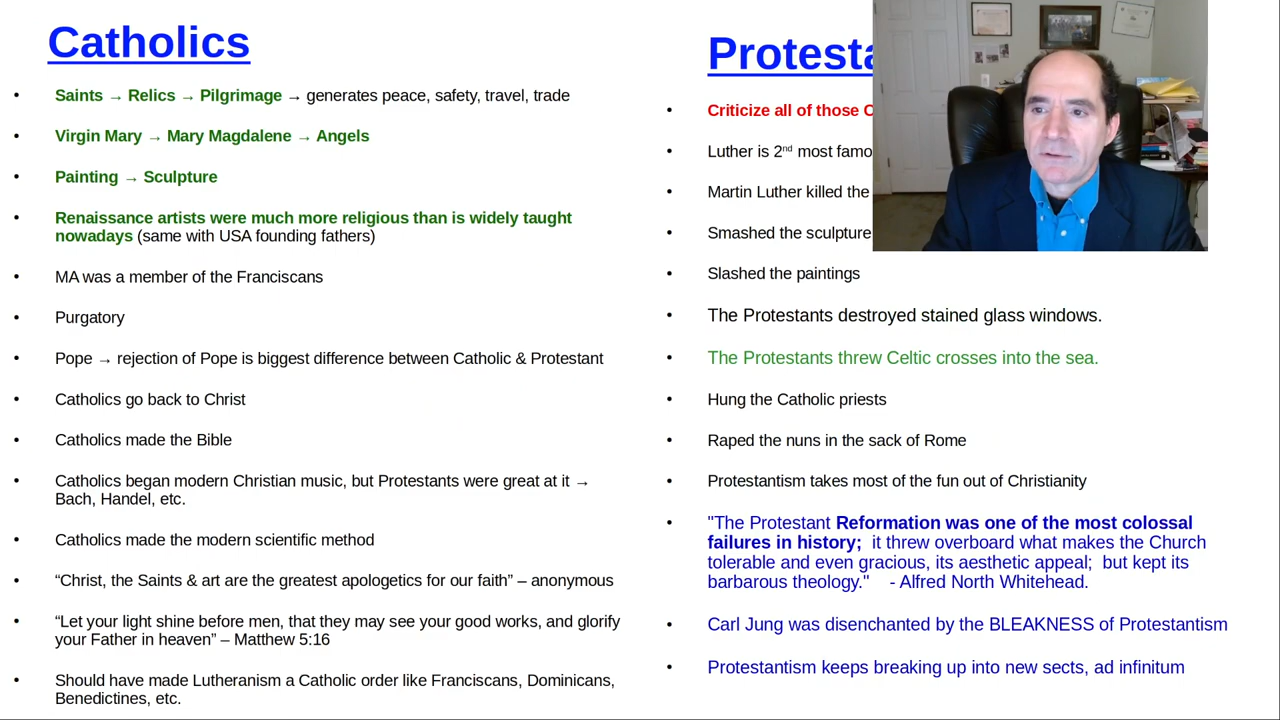 Catholics
• Saints → Relics → Pilgrimage → generates peace, safety, travel, trade
• Virgin Mary → Mary Magdalene → Angels
• Painting → Sculpture
• Renaissance artists were much more religious than is widely taught
nowadays (same with USA founding fathers)
• MA was a member of the Franciscans
• Purgatory
• Pope → rejection of Pope is biggest difference between Catholic & Protestant
• Catholics go back to Christ
• Catholics made the Bible
• Catholics began modern Christian music, but Protestants were great at it →
Bach, Handel, etc.
• Catholics made the modern scientific method
• “Christ, the Saints & art are the greatest apologetics for our faith” – anonymous
• “Let your light shine before men, that they may see your good works, and glorify
your Father in heaven” – Matthew 5:16
• Should have made Lutheranism a Catholic order like Franciscans, Dominicans,
Benedictines, etc.
Protesta
• Criticize all of those C
• Luther is 2nd most famo
• Martin Luther killed the
• Smashed the sculpture
• Slashed the paintings
• The Protestants destroyed stained glass windows.
• The Protestants threw Celtic crosses into the sea.
• Hung the Catholic priests
• Raped the nuns in the sack of Rome
• Protestantism takes most of the fun out of Christianity
• "The Protestant Reformation was one of the most colossal
failures in history; it threw overboard what makes the Church
tolerable and even gracious, its aesthetic appeal; but kept its
barbarous theology." - Alfred North Whitehead.
• Carl Jung was disenchanted by the BLEAKNESS of Protestantism
• Protestantism keeps breaking up into new sects, ad infinitum